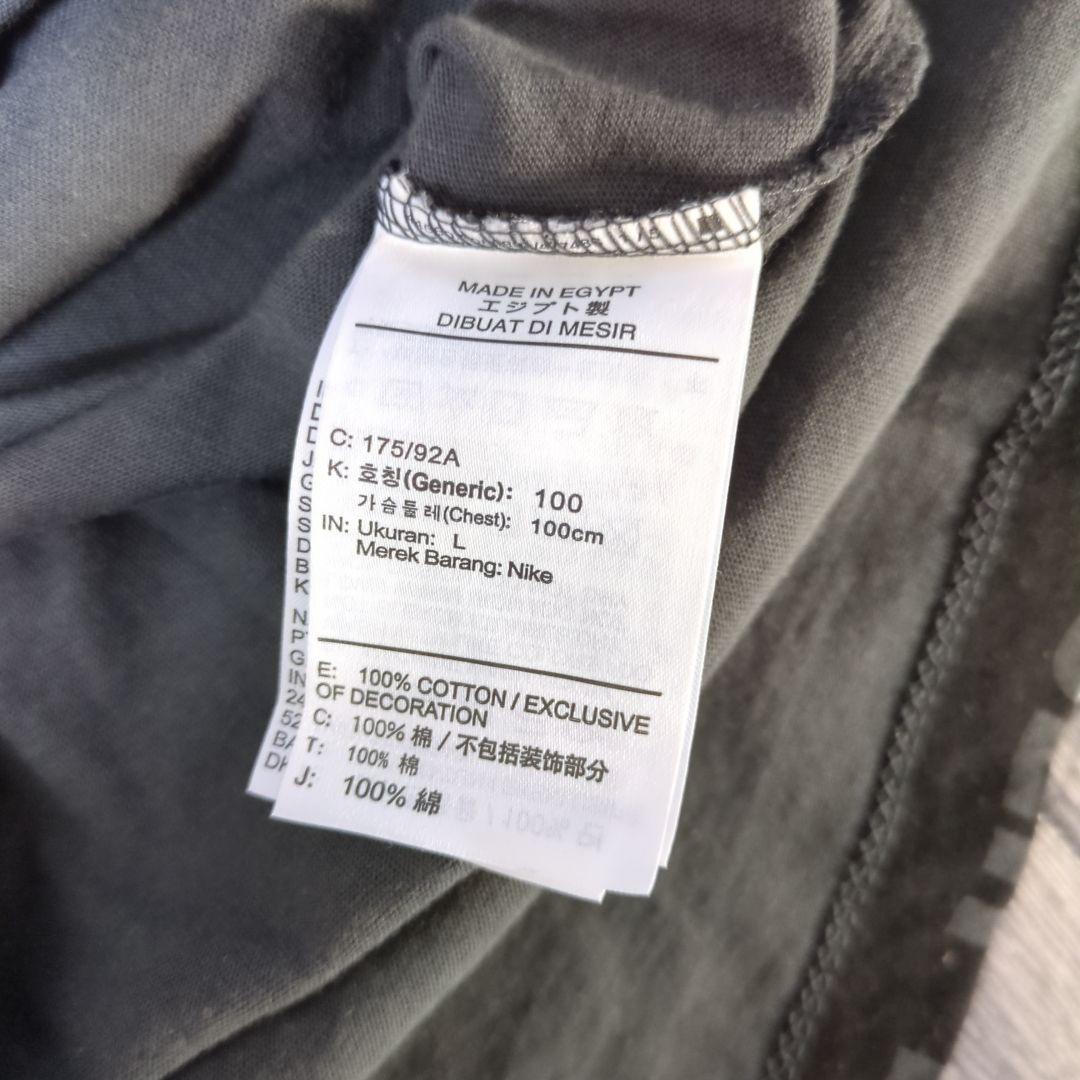 MADE IN EGYPT
エジプト製
DIBUAT DI MESIR
C: 175/92A
K: 호칭(Generic): 100
가슴둘레(Chest): 100cm
IN: Ukuran: L
Merek Barang: Nike
E: 100% COTTON / EXCLUSIVE
OF DECORATION
C: 100% 棉 / 不包括装饰部分
T: 100% 棉
J: 100% 綿